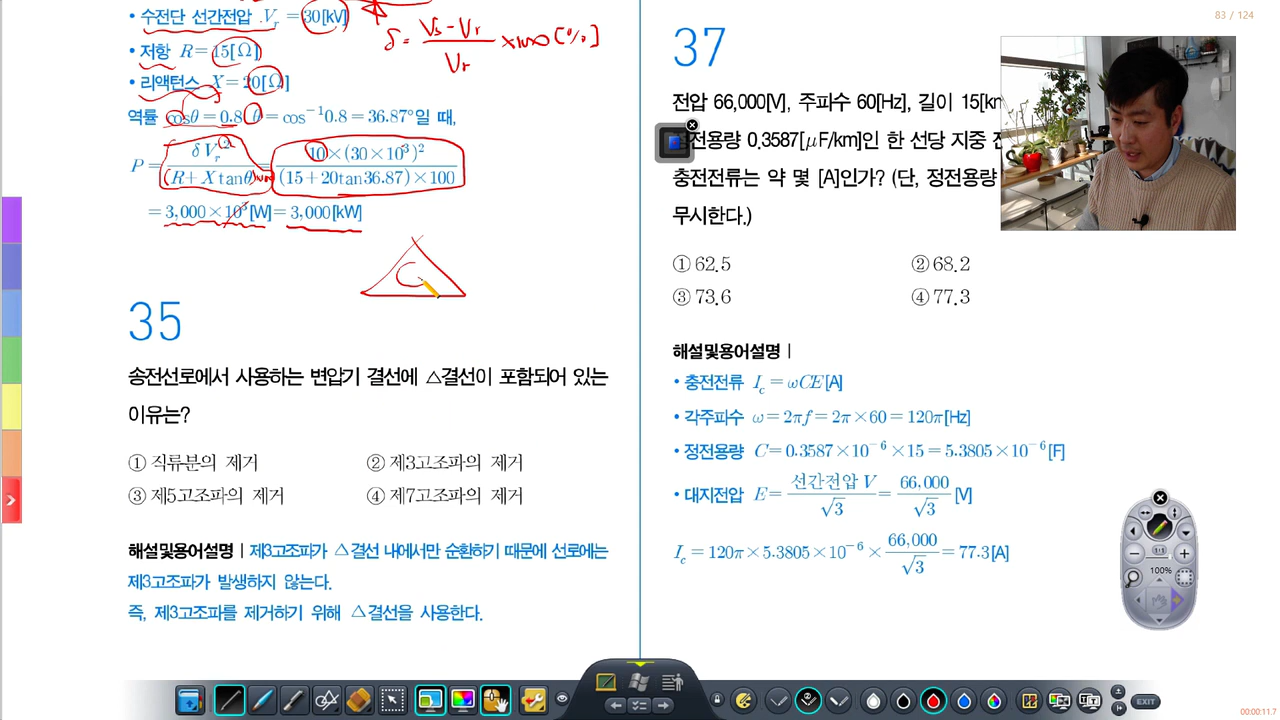 83 / 124
• 수전단 선간전압 V_r = 30[kV]
δ = (V_s - V_r) / V_r × 100 [%]
• 저항 R = 15[Ω]
• 리액턴스 X = 20[Ω]
역률 cosθ = 0.8 θ = cos⁻¹0.8 = 36.87°일 때,
P = δV_r² / (R + X tanθ)×100 = 10×(30×10³)² / (15+20tan36.87)×100
= 3,000×10³[W] = 3,000[kW]
35
송전선로에서 사용하는 변압기 결선에 △결선이 포함되어 있는
이유는?
① 직류분의 제거 ② 제3고조파의 제거
③ 제5고조파의 제거 ④ 제7고조파의 제거
해설및용어설명 | 제3고조파가 △결선 내에서만 순환하기 때문에 선로에는
제3고조파가 발생하지 않는다.
즉, 제3고조파를 제거하기 위해 △결선을 사용한다.
37
전압 66,000[V], 주파수 60[Hz], 길이 15[km
전용량 0.3587[μF/km]인 한 선당 지중
충전전류는 약 몇 [A]인가? (단, 정전용량
무시한다.)
① 62.5 ② 68.2
③ 73.6 ④ 77.3
해설및용어설명 |
• 충전전류 I_c = ωCE[A]
• 각주파수 ω = 2πf = 2π×60 = 120π[Hz]
• 정전용량 C = 0.3587×10⁻⁶×15 = 5.3805×10⁻⁶[F]
• 대지전압 E = 선간전압 V / √3 = 66,000 / √3 [V]
I_c = 120π×5.3805×10⁻⁶× 66,000 / √3 = 77.3[A]
1:1
100%
EXIT
00:00:11.7